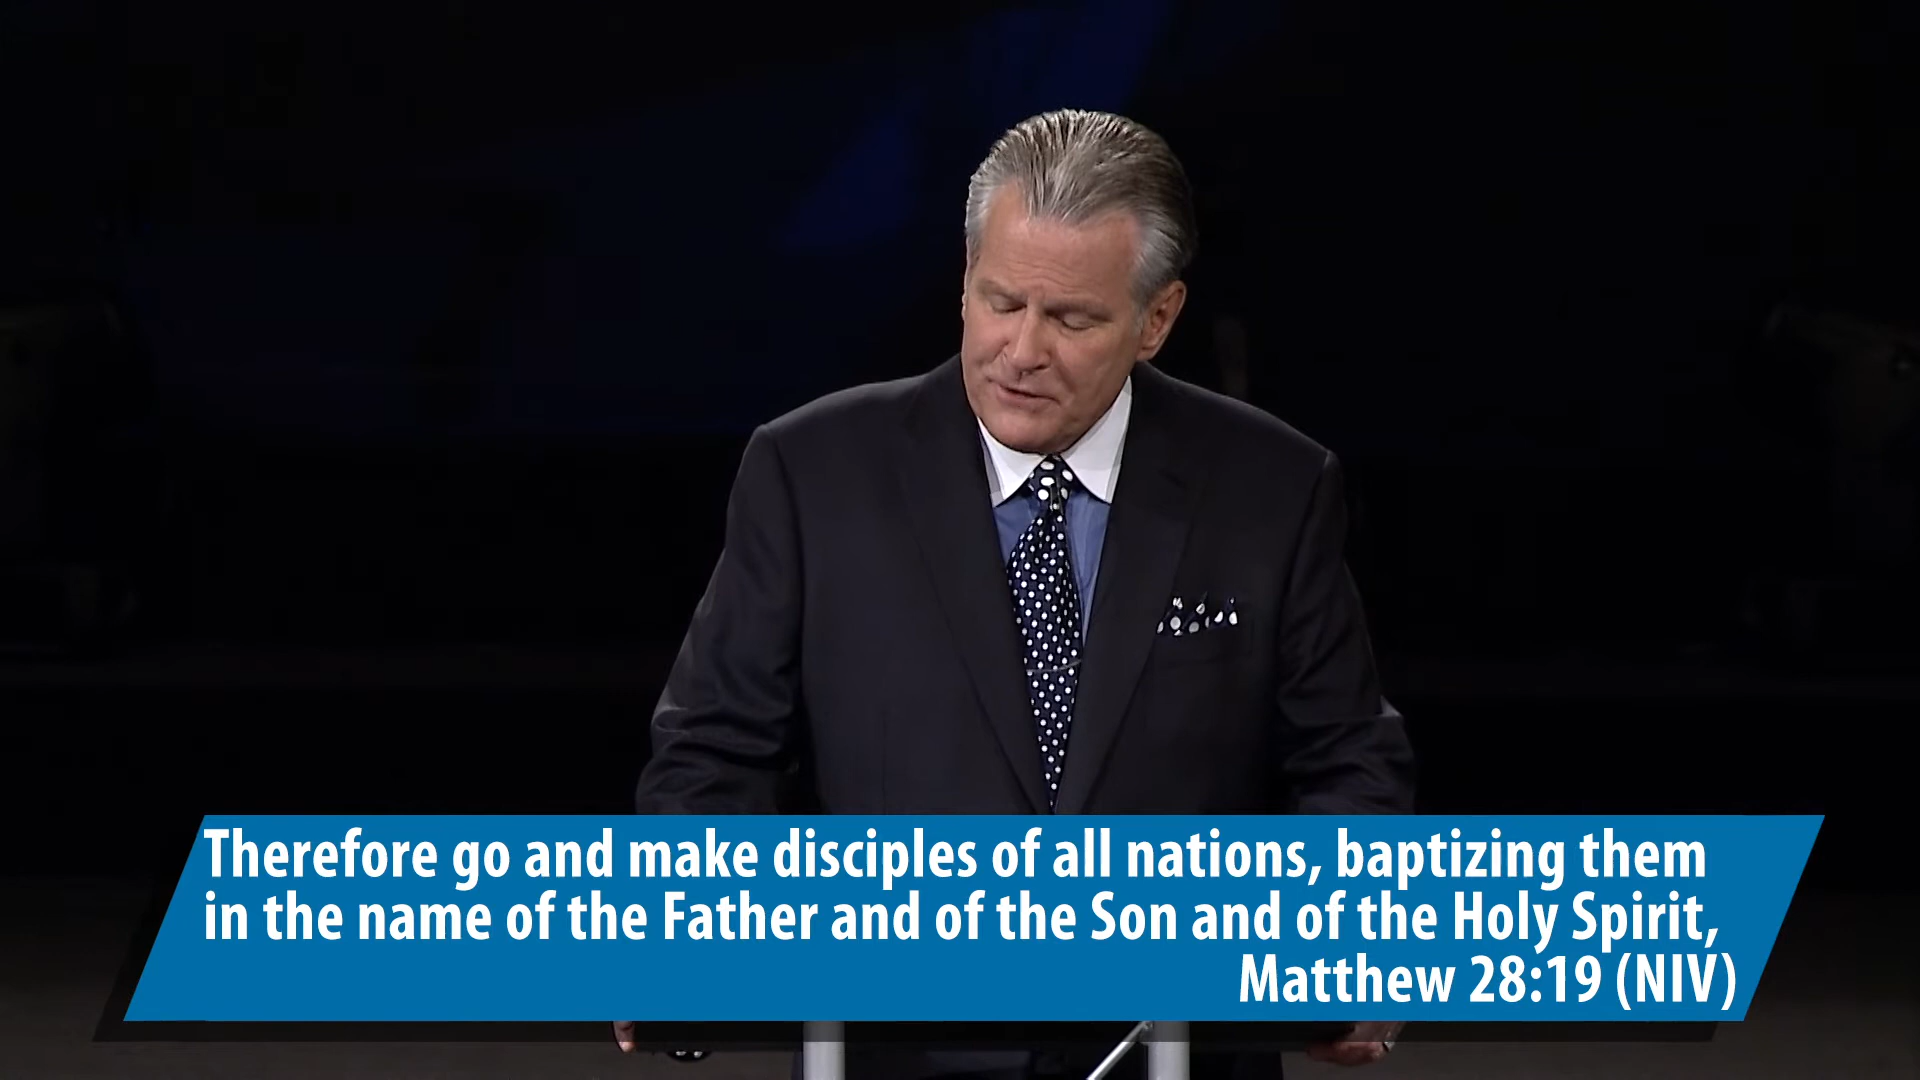 Therefore go and make disciples of all nations, baptizing them
in the name of the Father and of the Son and of the Holy Spirit,
Matthew 28:19 (NIV)